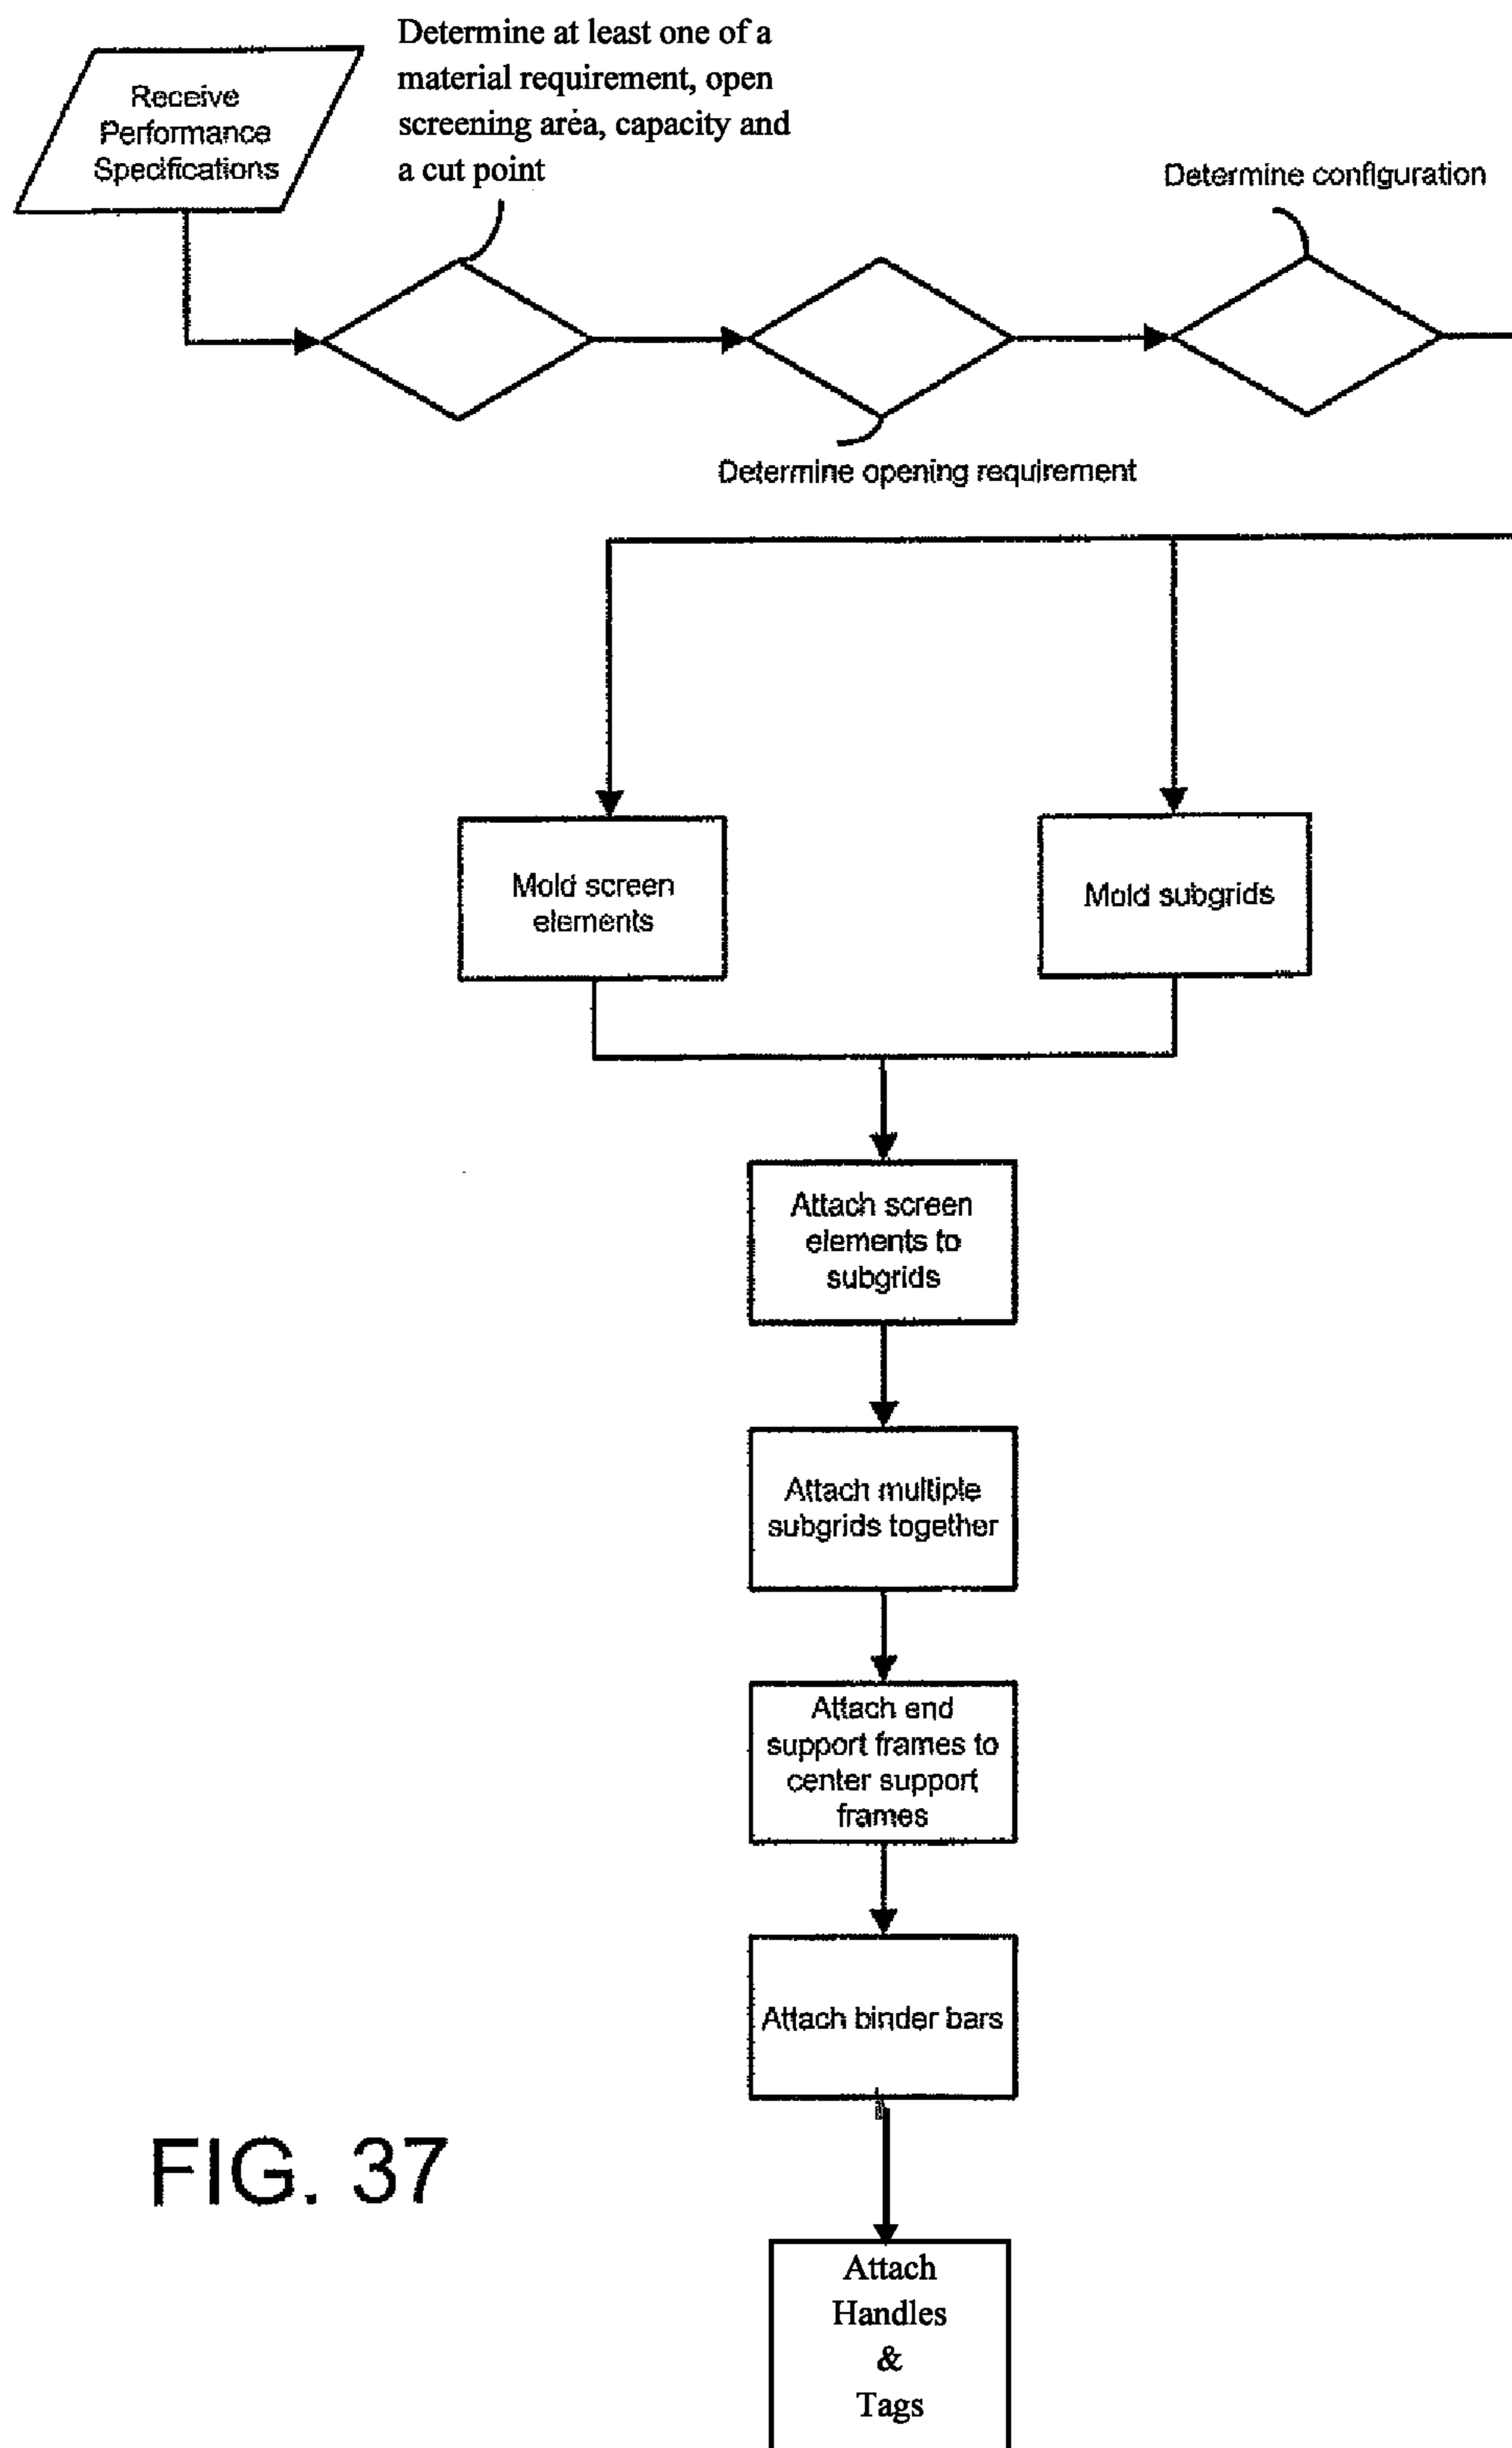 Receive
Performance
Specifications
Determine at least one of a
material requirement, open
screening area, capacity and
a cut point
Determine configuration
Determine opening requirement
Mold screen
elements
Mold subgrids
Attach screen
elements to
subgrids
Attach multiple
subgrids together
Attach end
support frames to
center support
frames
Attach binder bars
Attach
Handles
&
Tags
FIG. 37